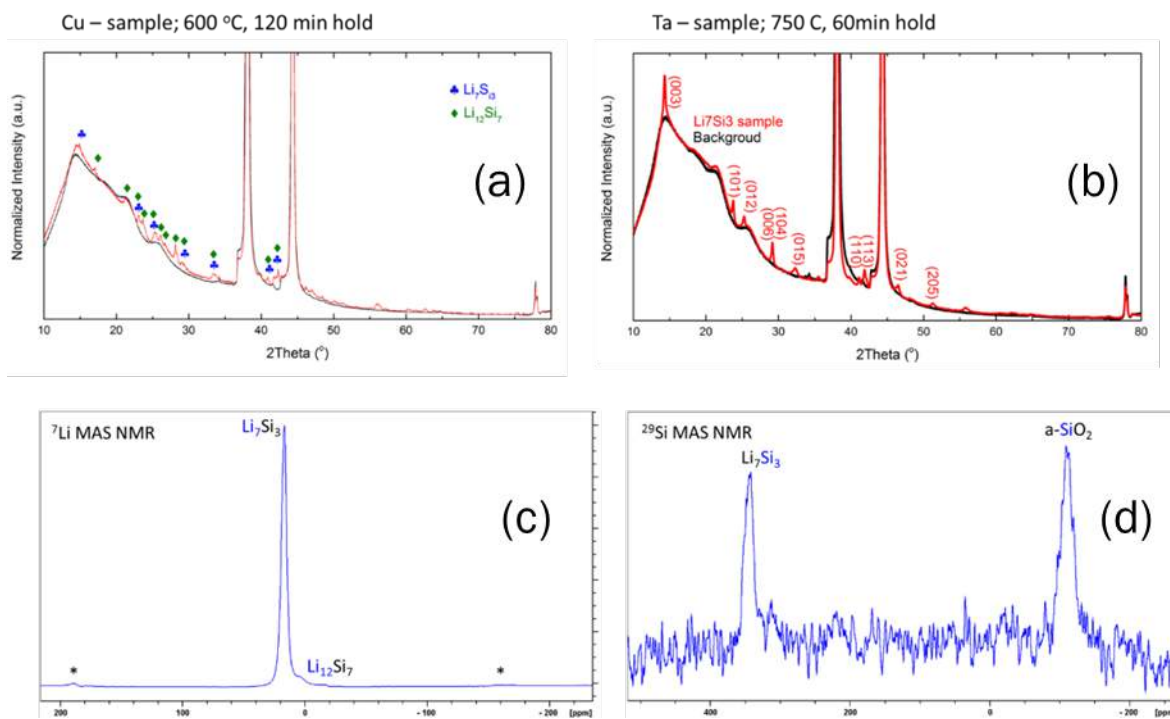 Cu – sample; 600 °C, 120 min hold
Ta – sample; 750 C, 60min hold
Normalized Intensity (a.u.)
♣ Li₇S_i3
♦ Li₁₂Si₇
(a)
10 20 30 40 50 60 70 80
2Theta (°)
Normalized Intensity (a.u.)
(003)
Li7Si3 sample
Backgroud
(b)
(101)
(012)
(006)
(104)
(015)
(110)
(113)
(021)
(205)
10 20 30 40 50 60 70 80
2Theta (°)
⁷Li MAS NMR
Li₇Si₃
(c)
Li₁₂Si₇
* *
200 100 0 - 100 - 200 [ppm]
²⁹Si MAS NMR
Li₇Si₃
a-SiO₂
(d)
400 200 0 - 200 [ppm]